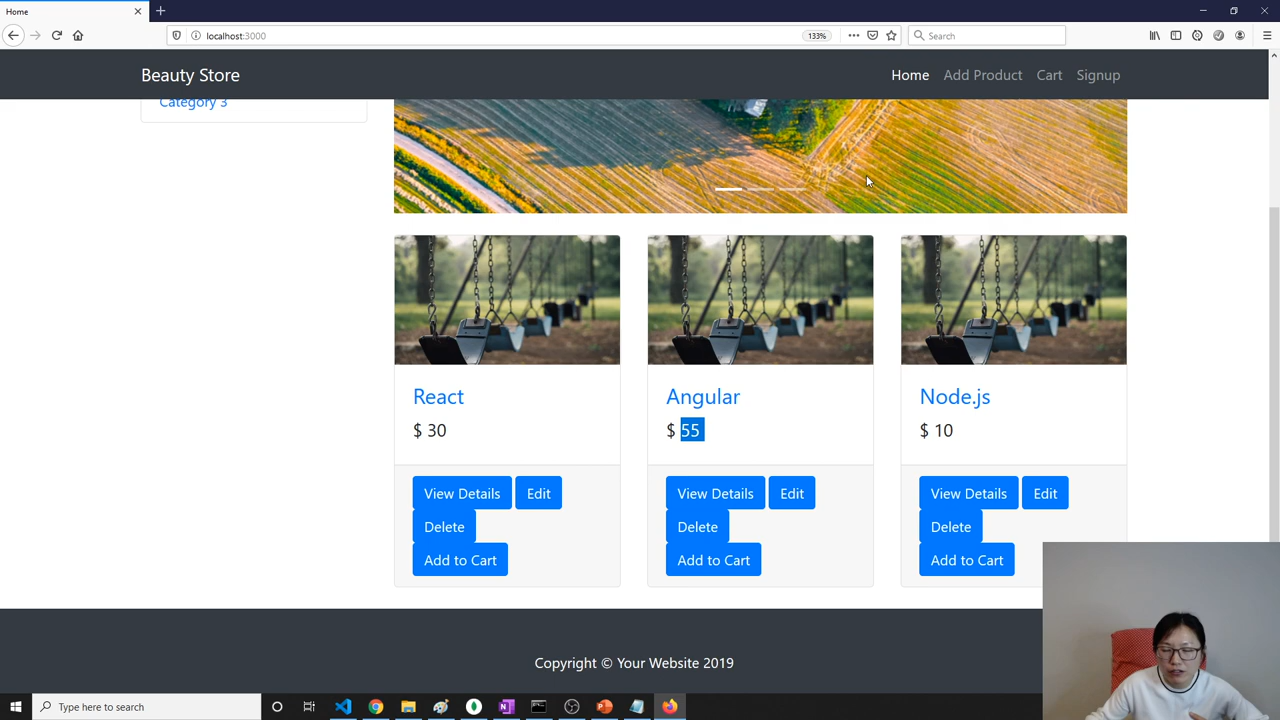 Home
localhost:3000
133%
Search
Beauty Store
Home Add Product Cart Signup
Category 3
React
$ 30
View Details Edit
Delete
Add to Cart
Angular
$ 55
View Details Edit
Delete
Add to Cart
Node.js
$ 10
View Details Edit
Delete
Add to Cart
Copyright © Your Website 2019
Type here to search